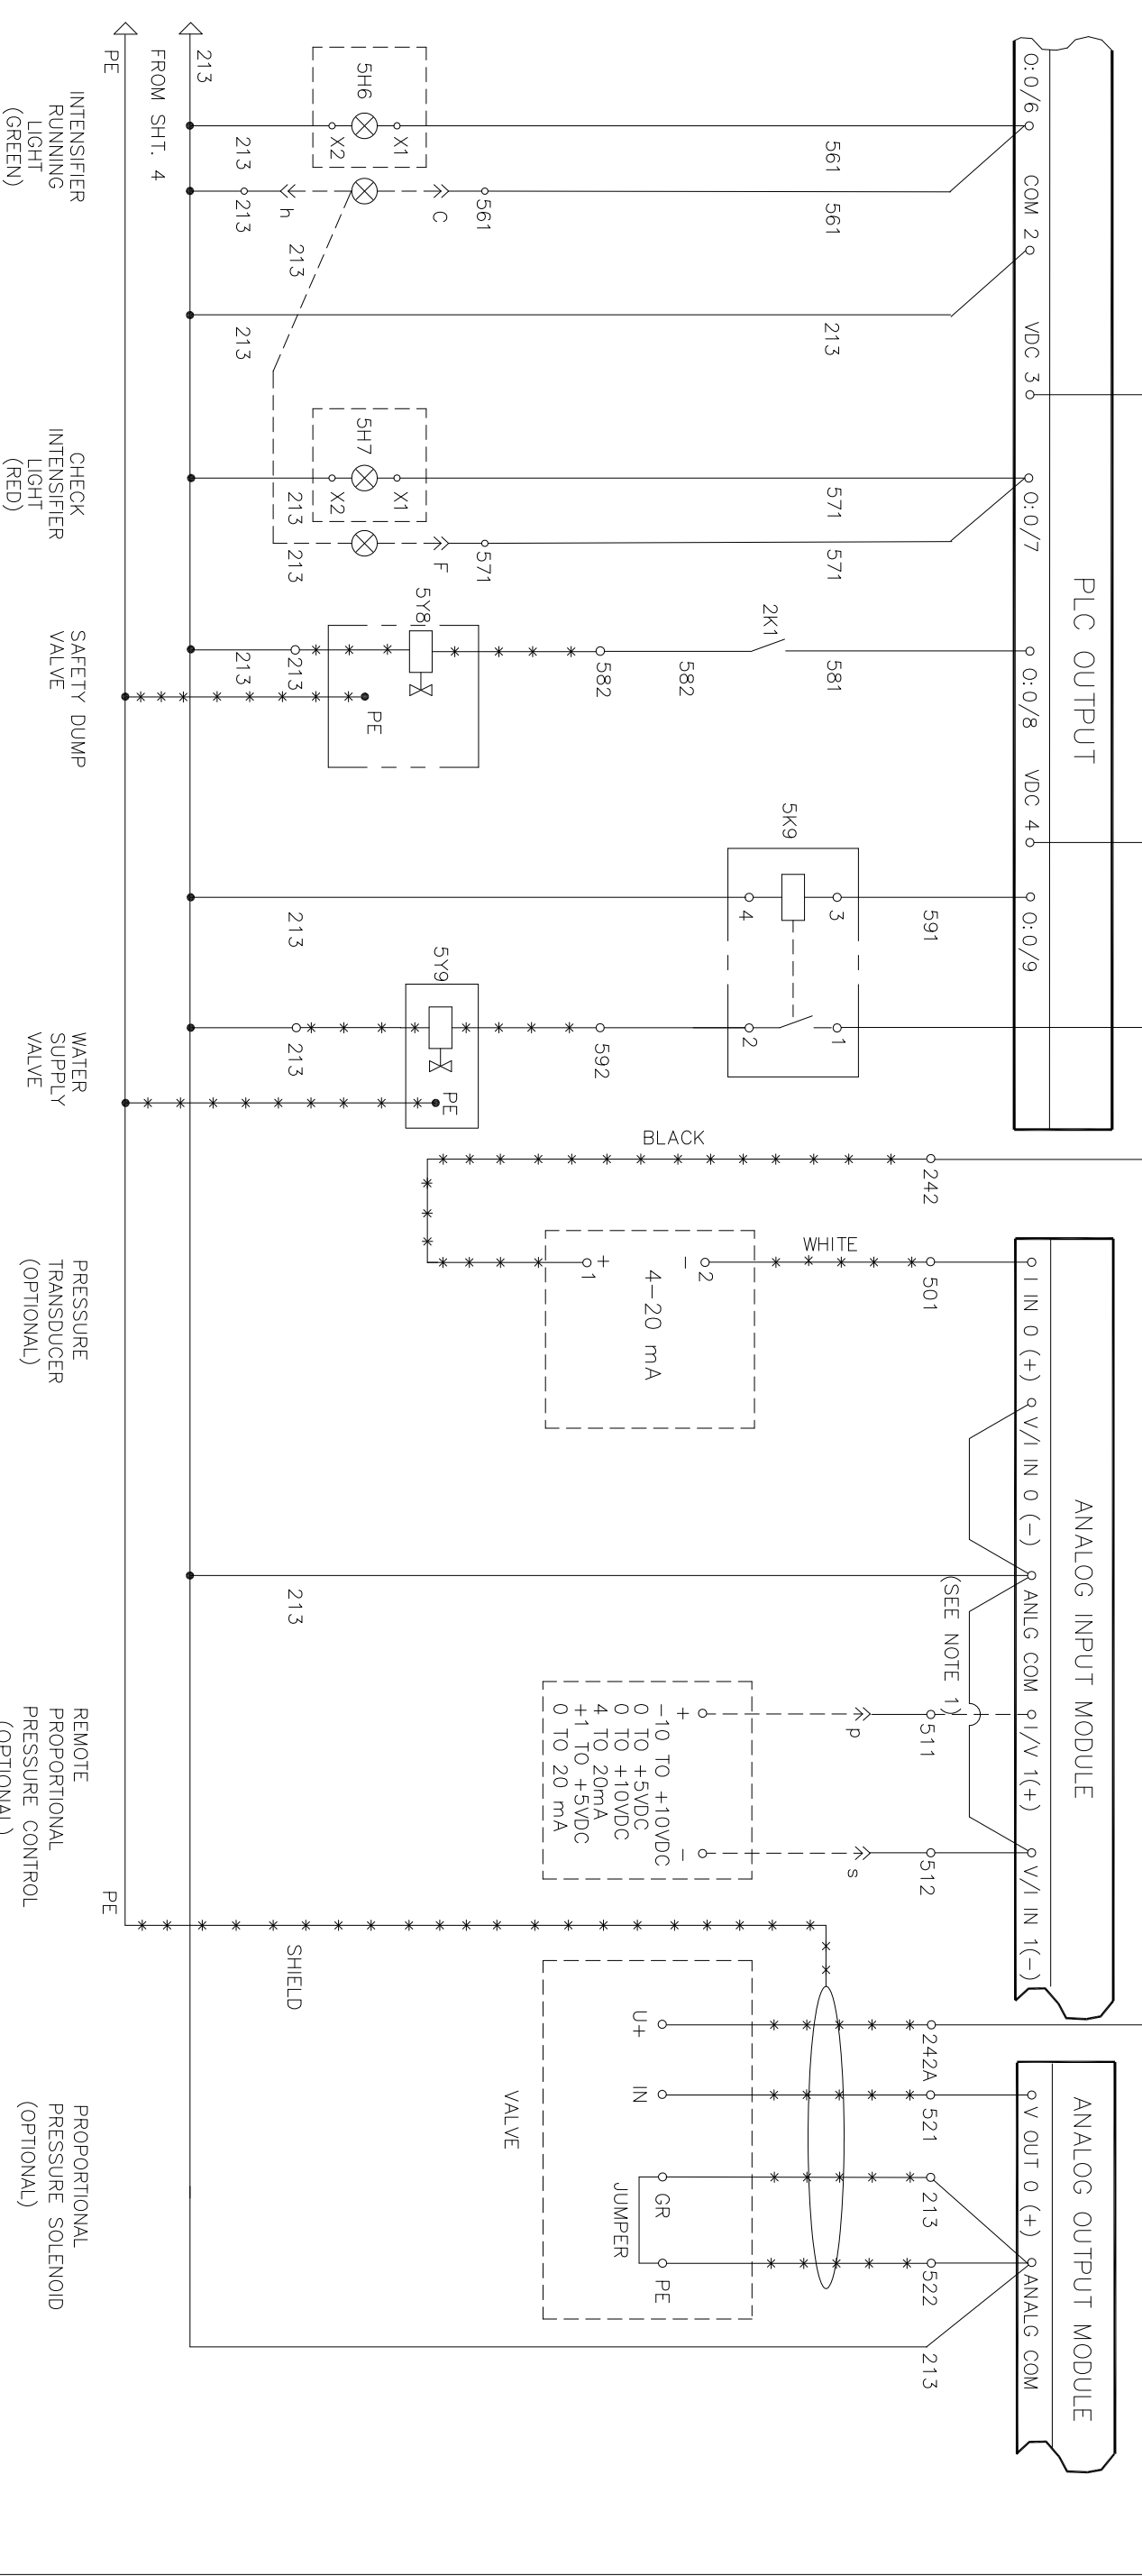 PLC OUTPUT
O:0/6
COM 2
VDC 3
O:0/7
O:0/8
VDC 4
O:0/9
ANALOG INPUT MODULE
I IN 0 (+)
V/I IN 0 (−)
ANLG COM
I/V 1(+)
V/I IN 1(−)
ANALOG OUTPUT MODULE
V OUT 0 (+)
ANALG COM
561
561
213
571
571
581
591
242
501
(SEE NOTE 1)
511
512
242A
521
213
522
213
2K1
582
582
5K9
3
4
1
2
BLACK
WHITE
561
C
571
F
592
p
s
5H6
X1
X2
h
5H7
X1
X2
5Y8
PE
5Y9
PE
2
−
4−20 mA
+
1
+
−
−10 TO +10VDC
0 TO +5VDC
0 TO +10VDC
4 TO 20mA
+1 TO +5VDC
0 TO 20 mA
U+
IN
GR
PE
JUMPER
VALVE
SHIELD
213
213
213
213
213
213
213
213
213
213
213
213
213
FROM SHT. 4
PE
PE
INTENSIFIER
RUNNING
LIGHT
(GREEN)
CHECK
INTENSIFIER
LIGHT
(RED)
SAFETY DUMP
VALVE
WATER
SUPPLY
VALVE
PRESSURE
TRANSDUCER
(OPTIONAL)
REMOTE
PROPORTIONAL
PRESSURE CONTROL
(OPTIONAL)
PROPORTIONAL
PRESSURE SOLENOID
(OPTIONAL)